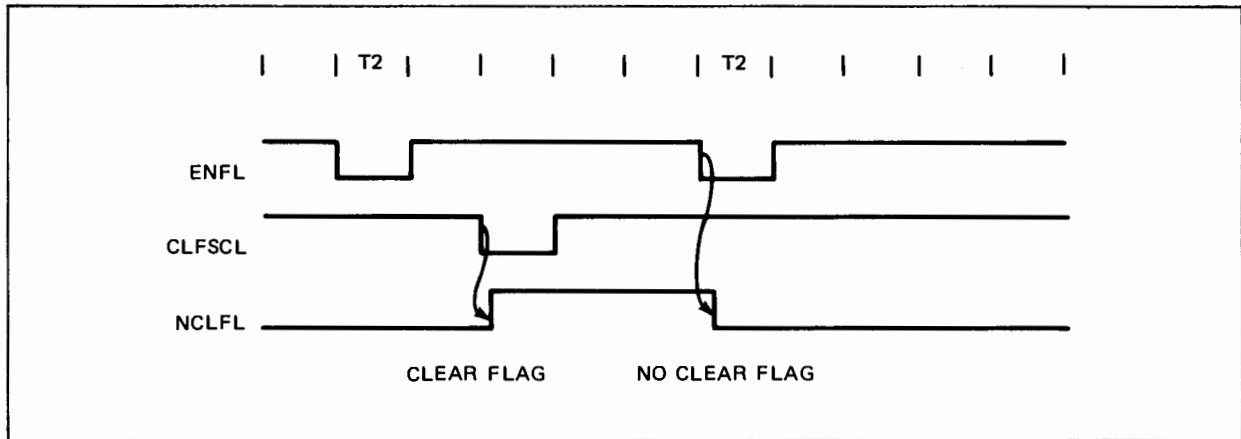 T2 T2
ENFL
CLFSCL
NCLFL
CLEAR FLAG NO CLEAR FLAG